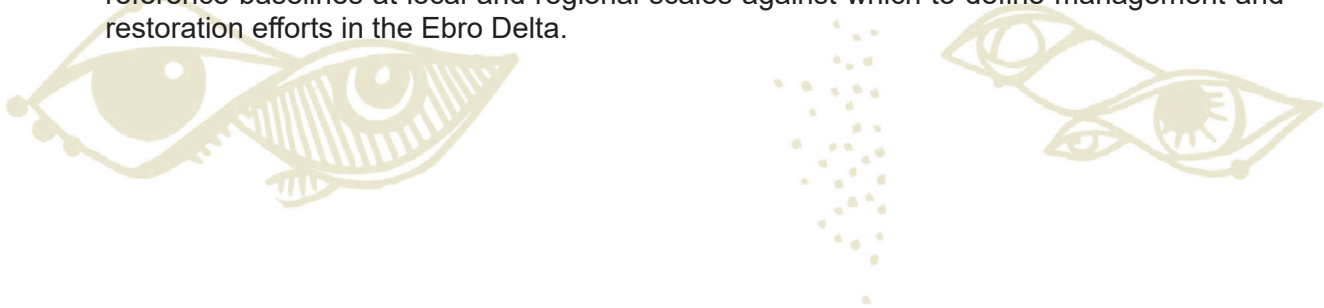 reference baselines at local and regional scales against which to define management and
restoration efforts in the Ebro Delta.